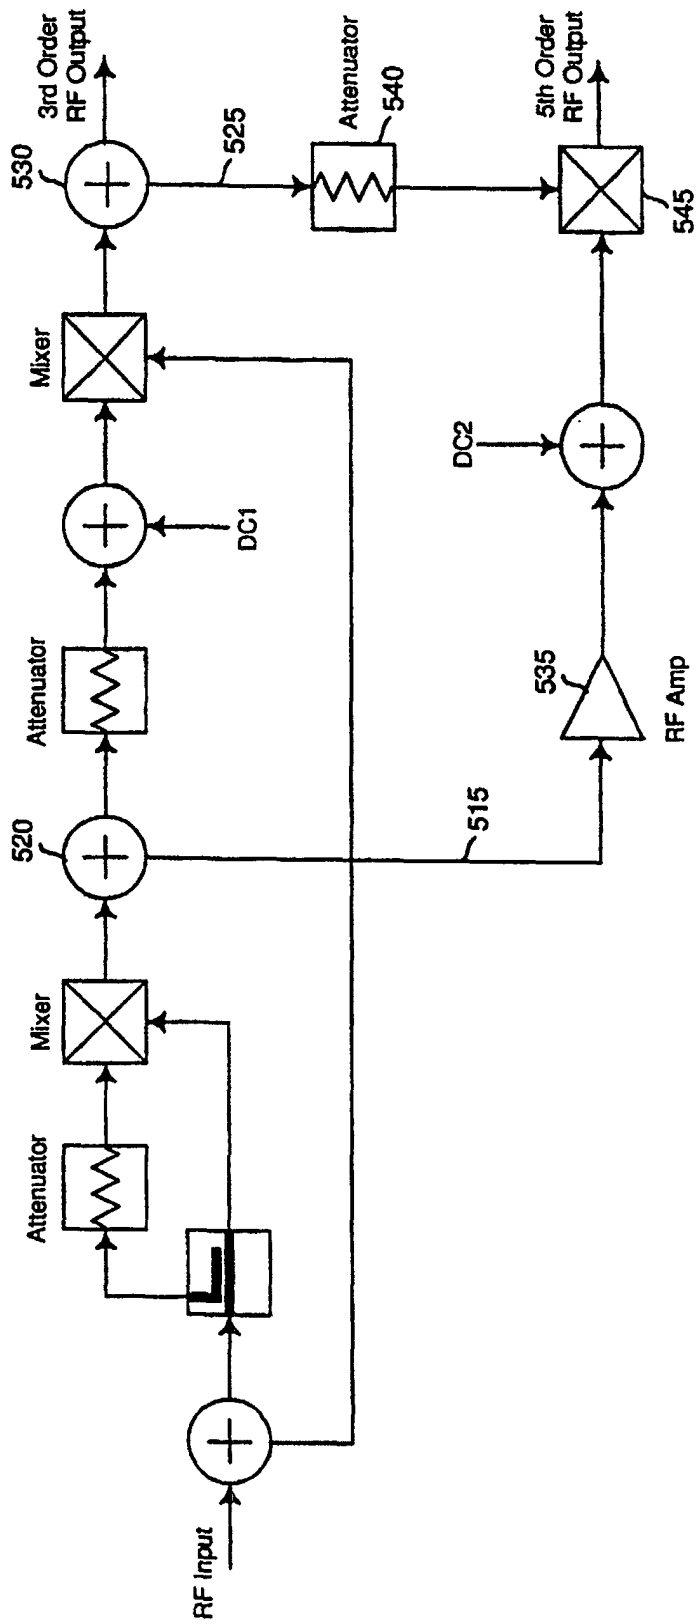 RF Input
Attenuator
Mixer
520
Attenuator
DC1
Mixer
530
3rd Order
RF Output
525
Attenuator
540
515
535
RF Amp
DC2
545
5th Order
RF Output